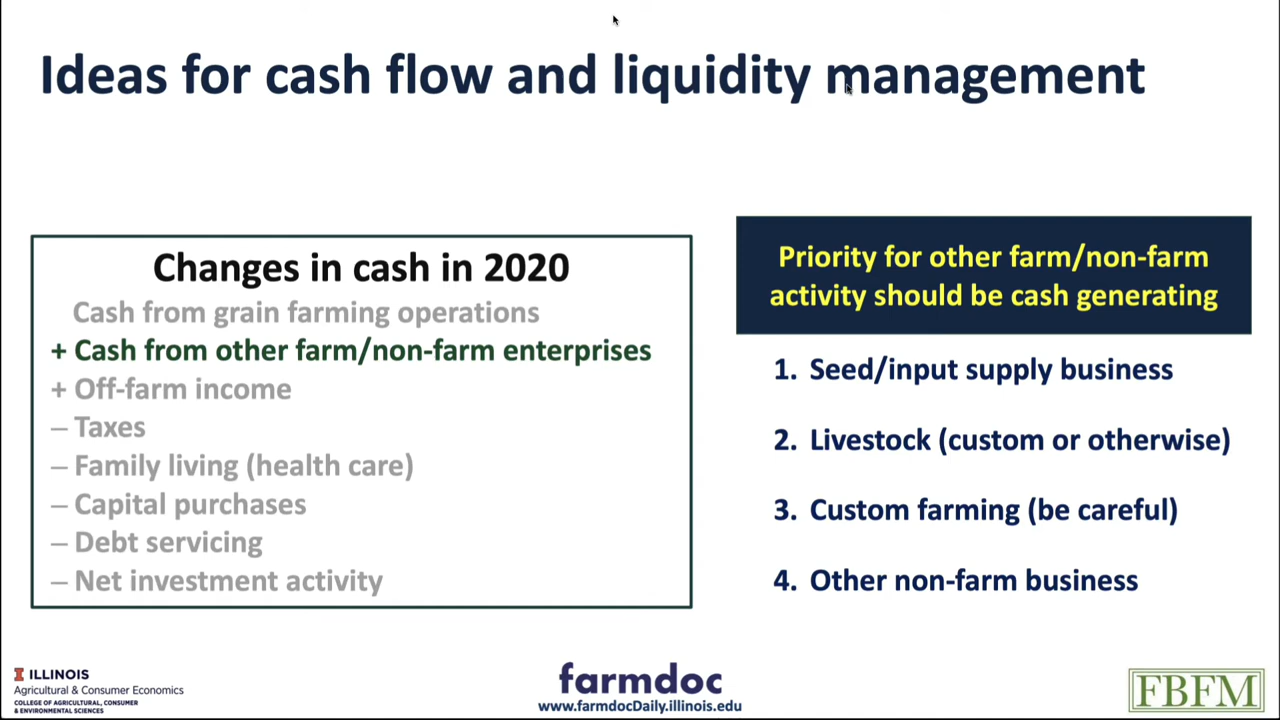 Ideas for cash flow and liquidity management
Changes in cash in 2020
Cash from grain farming operations
+ Cash from other farm/non-farm enterprises
+ Off-farm income
– Taxes
– Family living (health care)
– Capital purchases
– Debt servicing
– Net investment activity
Priority for other farm/non-farm
activity should be cash generating
1. Seed/input supply business
2. Livestock (custom or otherwise)
3. Custom farming (be careful)
4. Other non-farm business
I ILLINOIS
Agricultural & Consumer Economics
COLLEGE OF AGRICULTURAL, CONSUMER
& ENVIRONMENTAL SCIENCES
farmdoc
www.farmdocDaily.illinois.edu
FBFM